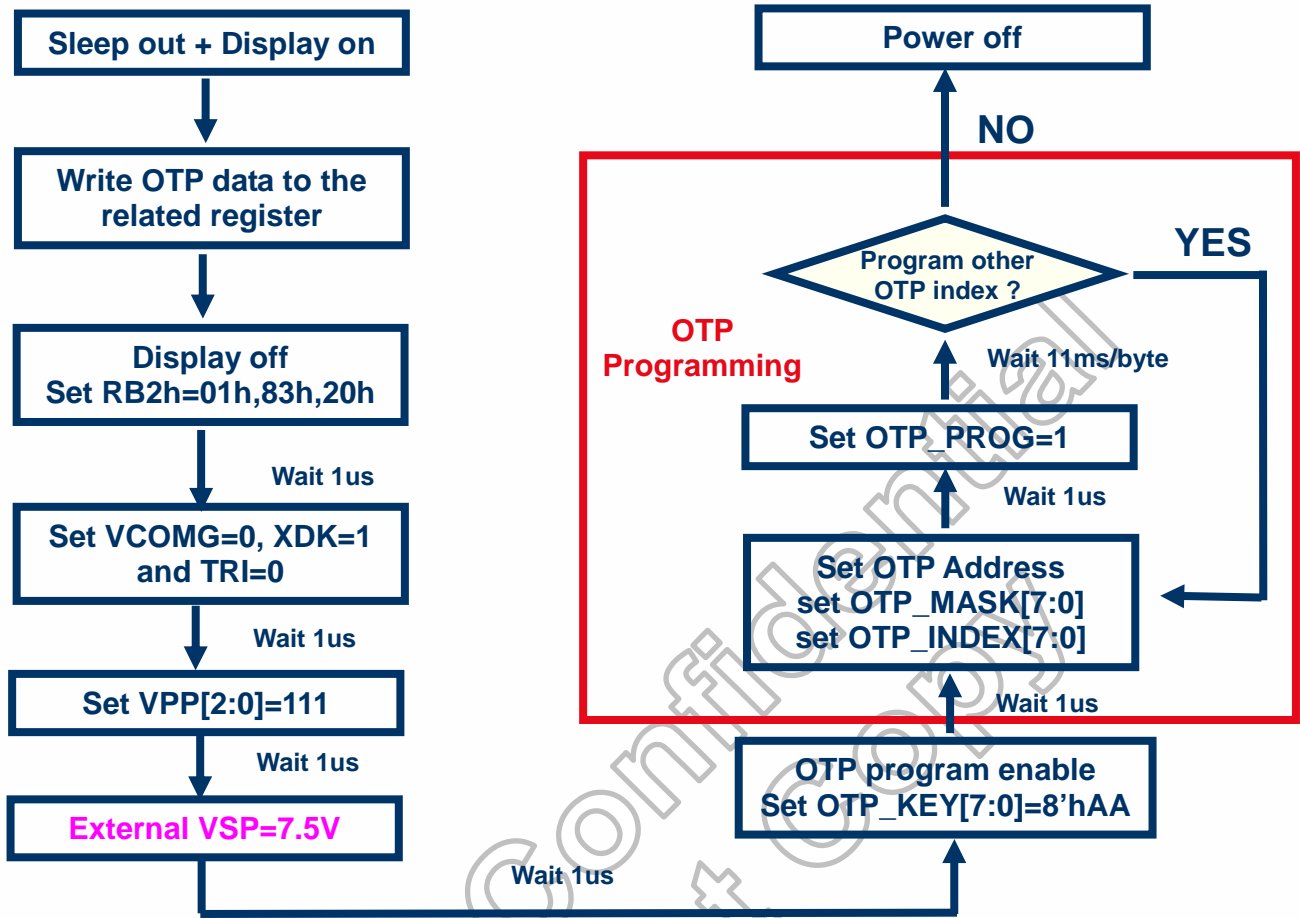 Sleep out + Display on
Write OTP data to the
related register
Display off
Set RB2h=01h,83h,20h
Wait 1us
Set VCOMG=0, XDK=1
and TRI=0
Wait 1us
Set VPP[2:0]=111
Wait 1us
External VSP=7.5V
Wait 1us
OTP program enable
Set OTP_KEY[7:0]=8’hAA
Wait 1us
Set OTP Address
set OTP_MASK[7:0]
set OTP_INDEX[7:0]
Wait 1us
Set OTP_PROG=1
Wait 11ms/byte
OTP
Programming
Program other
OTP index ?
YES
NO
Power off
Confidential
t Copy